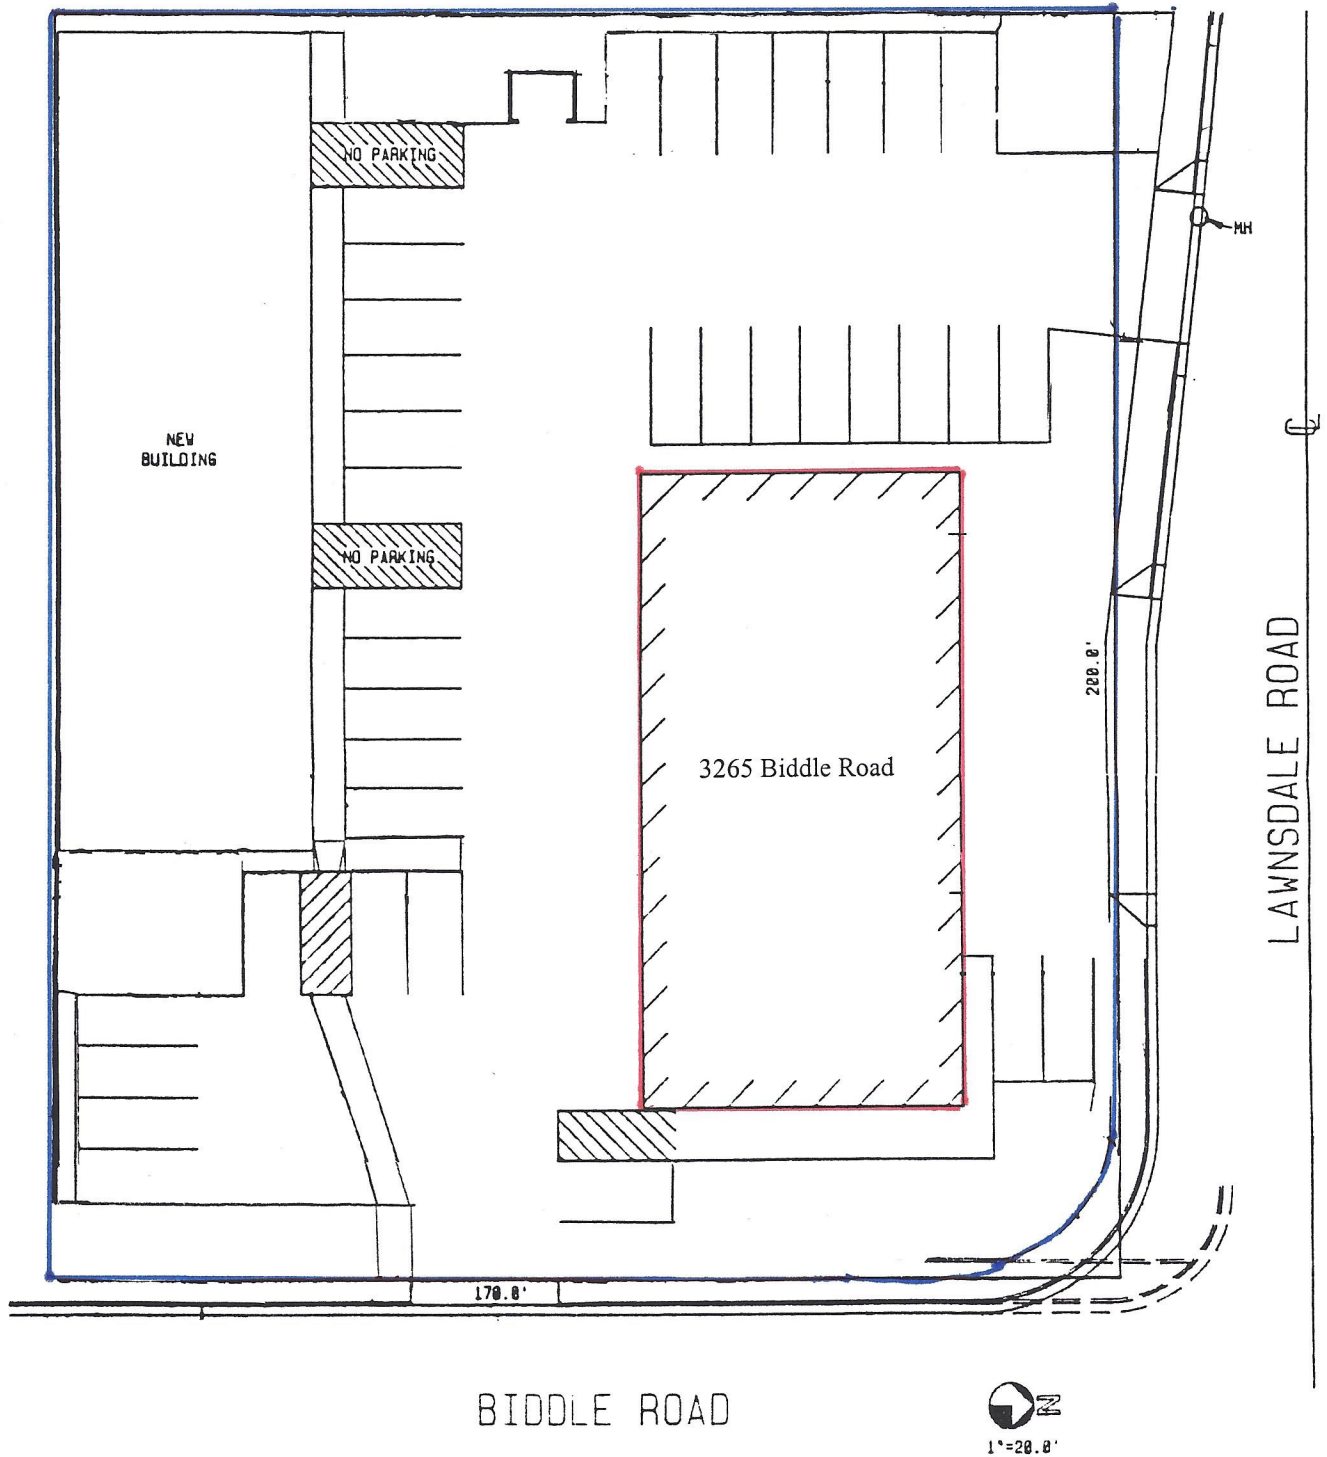 NO PARKING
MH
NEW
BUILDING
NO PARKING
200.0'
LAWNSDALE ROAD
3265 Biddle Road
170.0'
BIDDLE ROAD
N
1"=20.0'